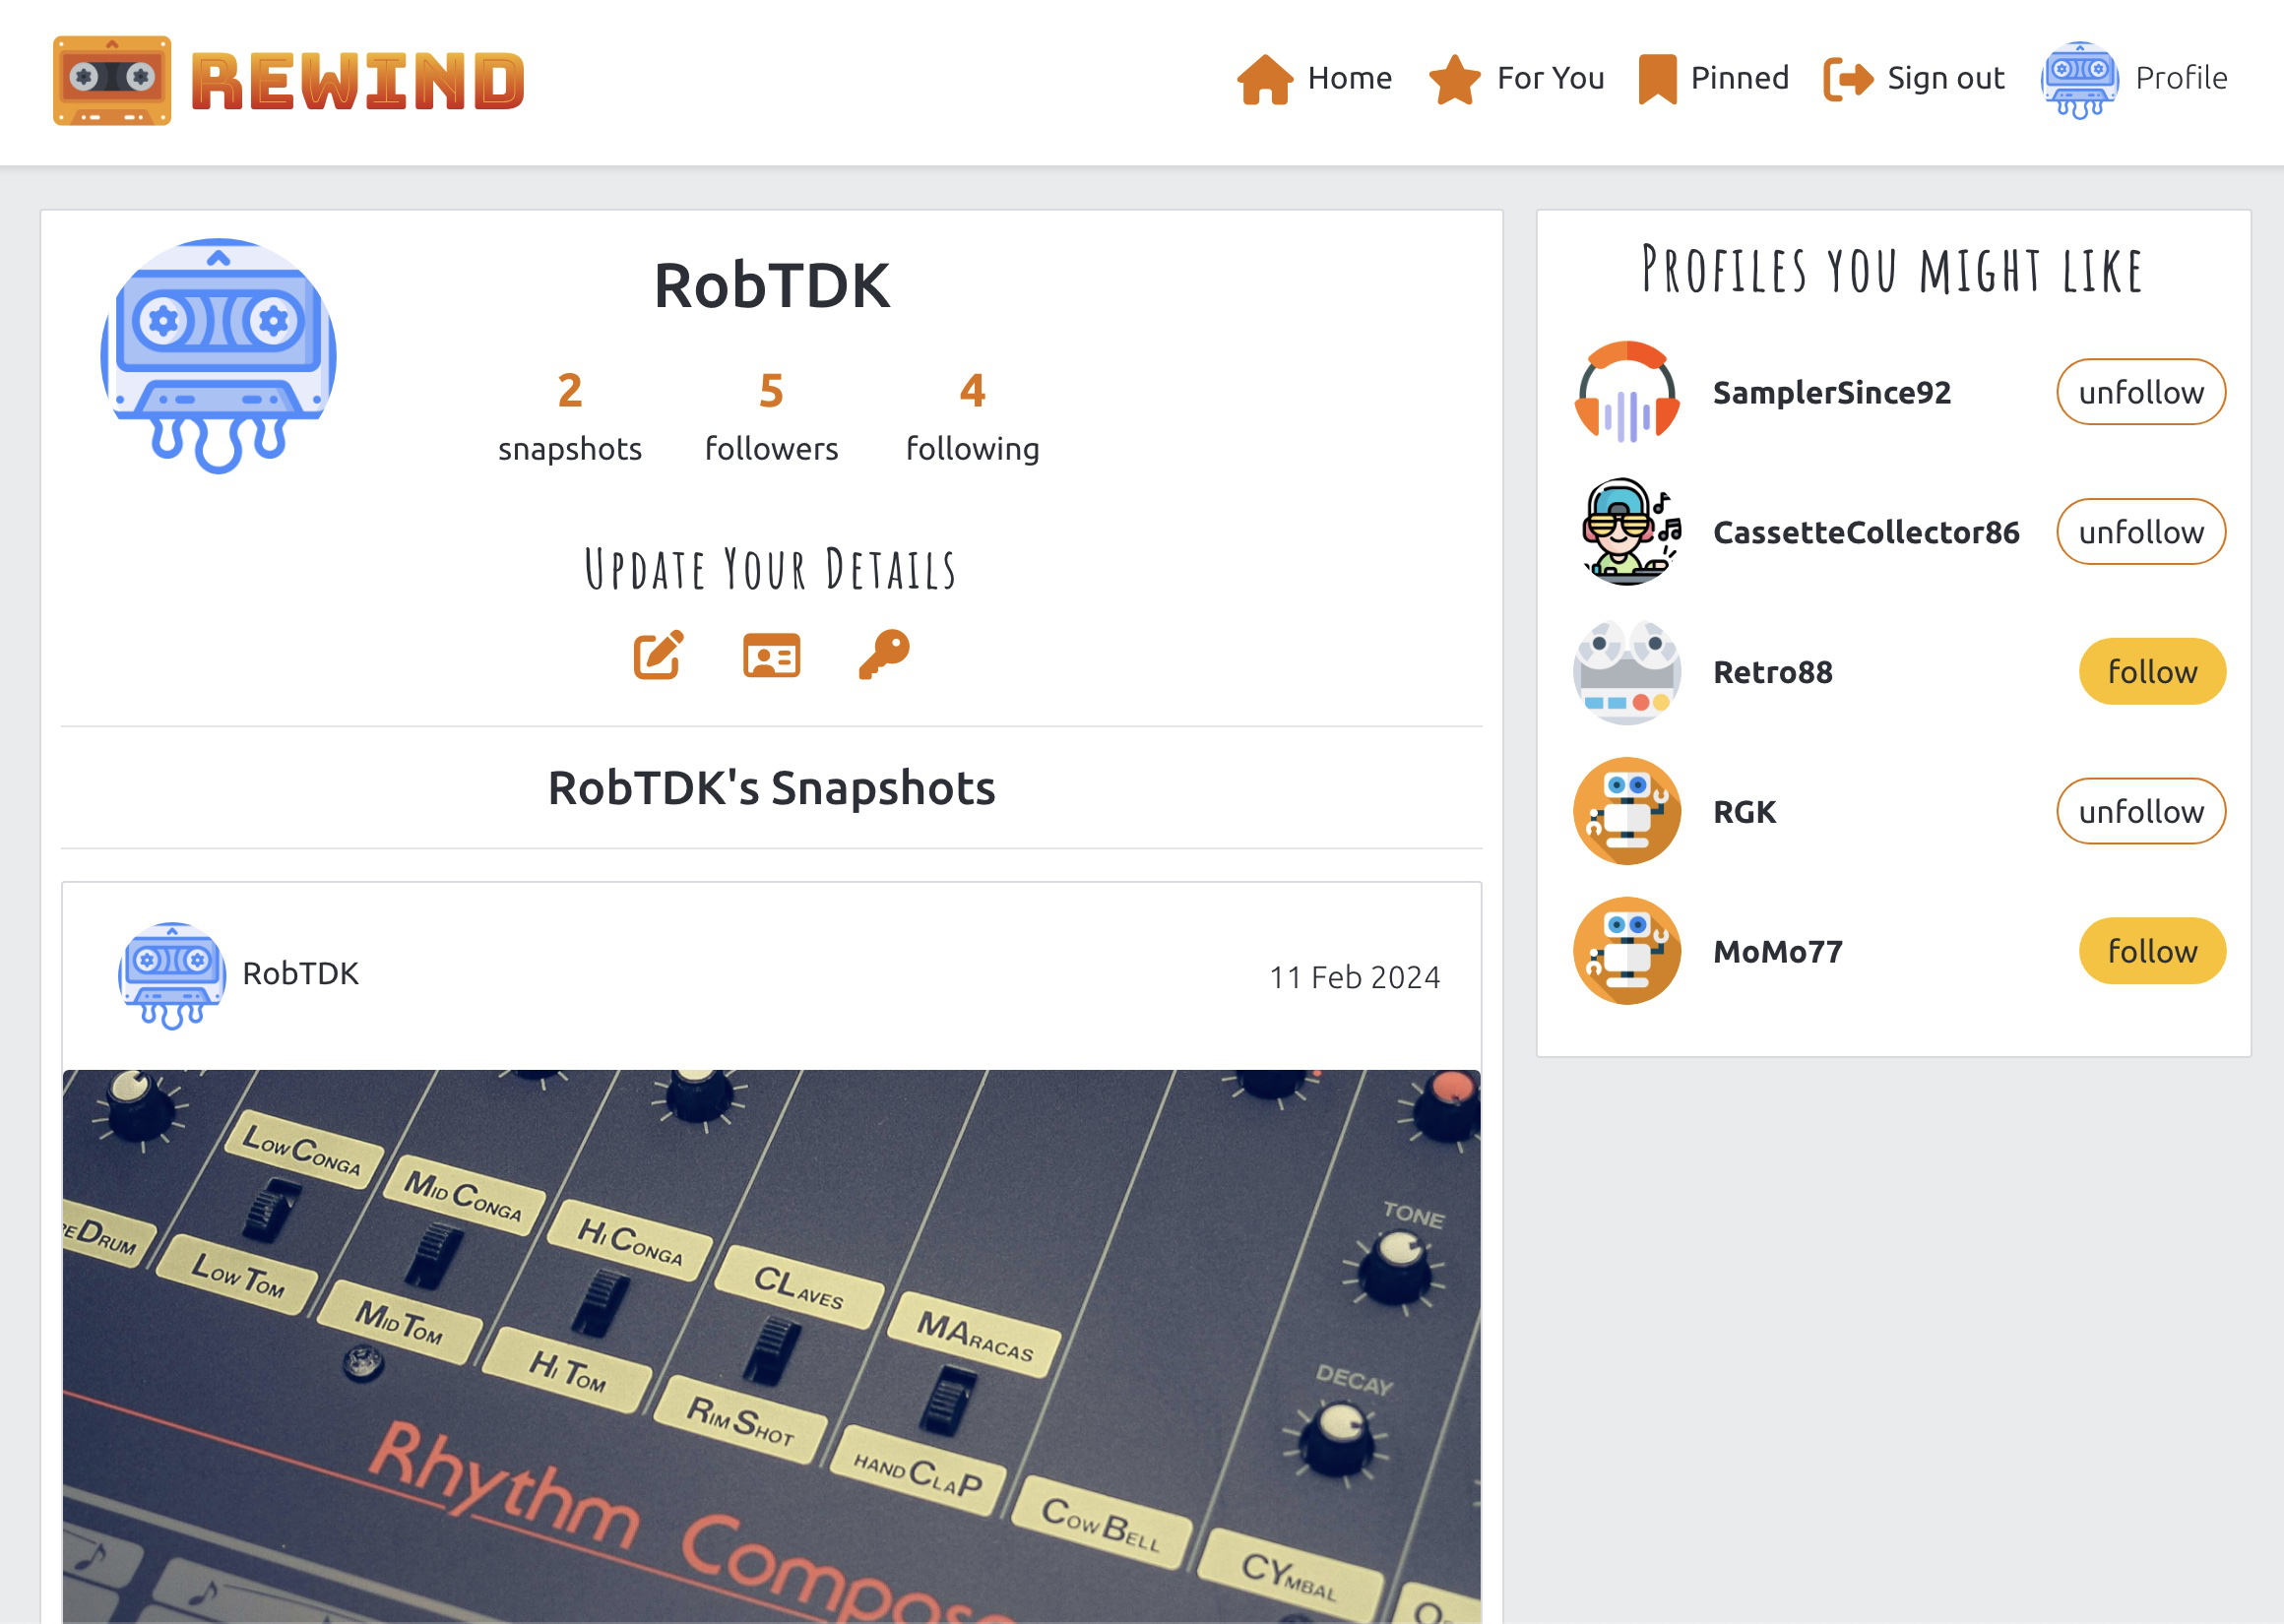 REWIND
Home
For You
Pinned
Sign out
Profile
RobTDK
2 5 4
snapshots followers following
Update Your Details
RobTDK's Snapshots
RobTDK
11 Feb 2024
Low Conga
Mid Conga
Hi Conga
CLaves
MAracas
Drum
Low Tom
Mid Tom
Hi Tom
Rim Shot
hand ClaP
Cow Bell
CYmbal
TONE
DECAY
Rhythm
Profiles you might like
SamplerSince92 unfollow
CassetteCollector86 unfollow
Retro88 follow
RGK unfollow
MoMo77 follow